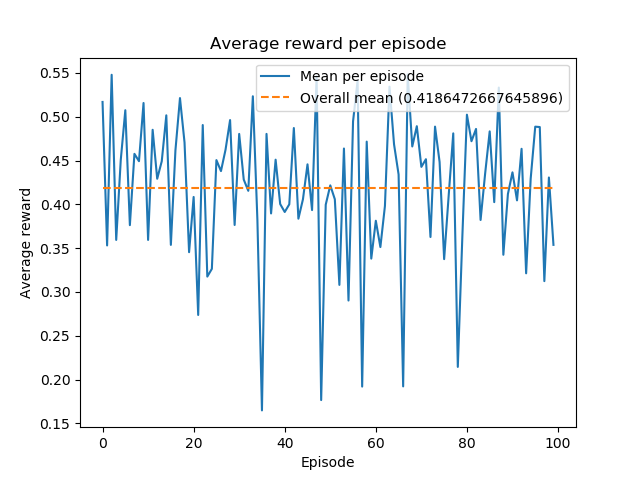 Average reward per episode
Mean per episode
Overall mean (0.4186472667645896)
0.55
0.50
0.45
0.40
0.35
0.30
0.25
0.20
0.15
Average reward
0 20 40 60 80 100
Episode